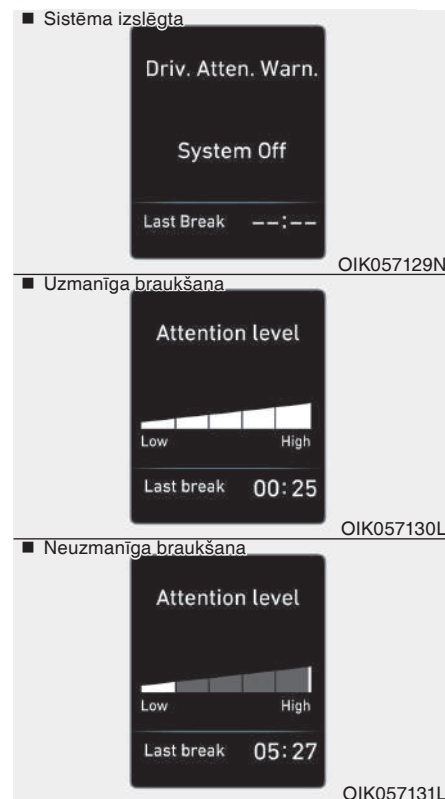 ■ Sistēma izslēgta
Driv. Atten. Warn.
System Off
Last Break --:--
OIK057129N
■ Uzmanīga braukšana
Attention level
Low High
Last break 00:25
OIK057130L
■ Neuzmanīga braukšana
Attention level
Low High
Last break 05:27
OIK057131L